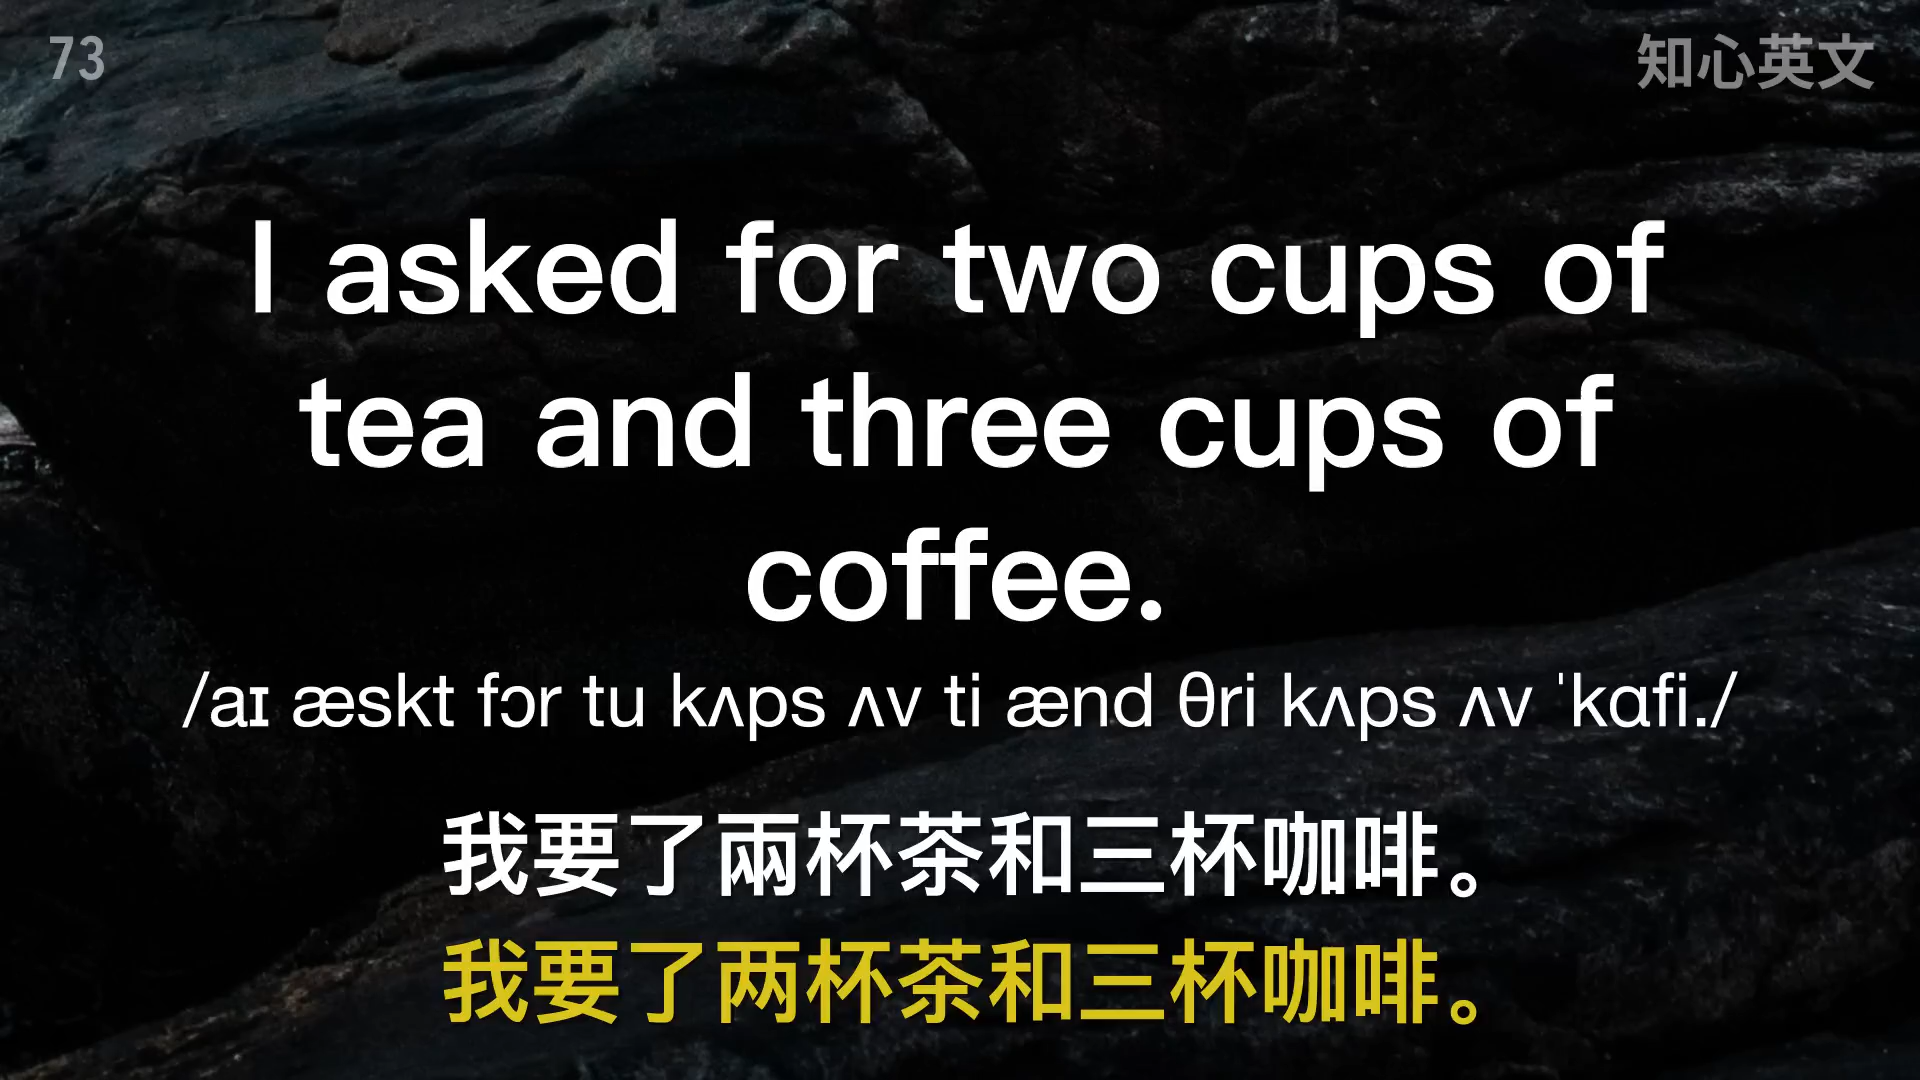 73
知心英文
I asked for two cups of
tea and three cups of
coffee.
/aɪ æskt fɔr tu kʌps ʌv ti ænd θri kʌps ʌv ˈkɑfi./
我要了兩杯茶和三杯咖啡。
我要了两杯茶和三杯咖啡。